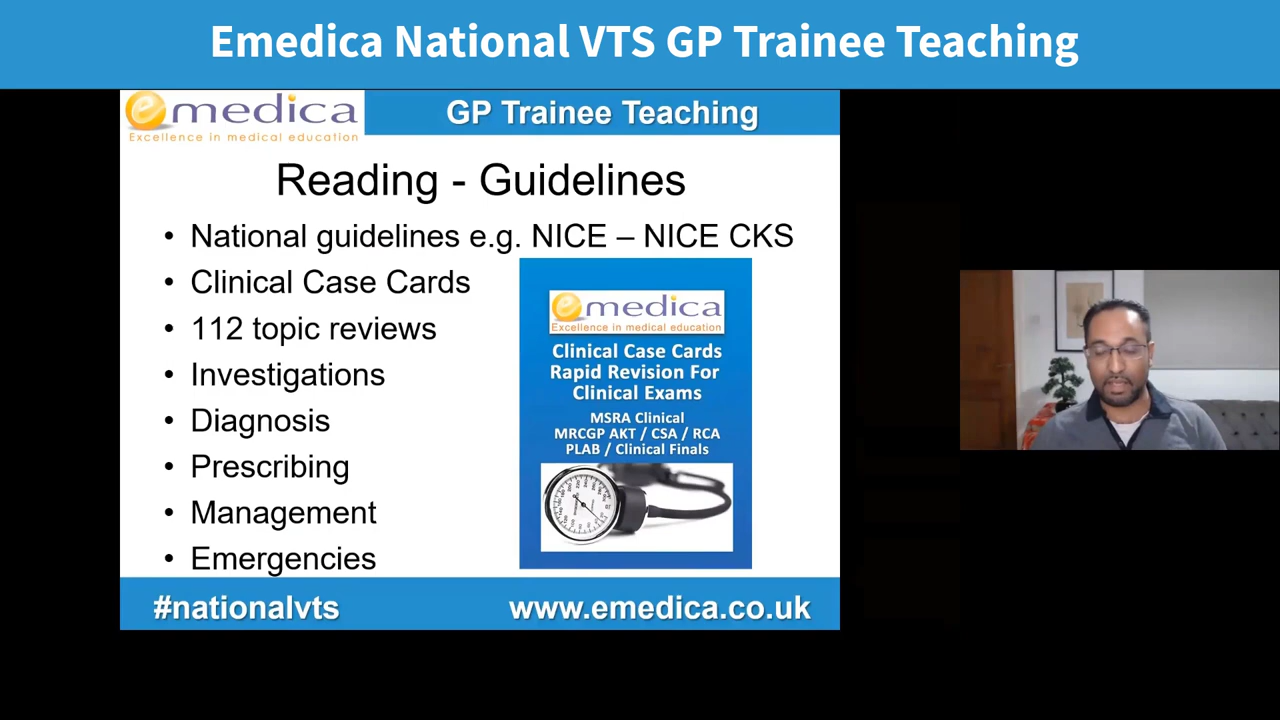 Emedica National VTS GP Trainee Teaching
emedica
Excellence in medical education
GP Trainee Teaching
Reading - Guidelines
• National guidelines e.g. NICE – NICE CKS
• Clinical Case Cards
• 112 topic reviews
• Investigations
• Diagnosis
• Prescribing
• Management
• Emergencies
emedica
Excellence in medical education
Clinical Case Cards
Rapid Revision For
Clinical Exams
MSRA Clinical
MRCGP AKT / CSA / RCA
PLAB / Clinical Finals
#nationalvts
www.emedica.co.uk